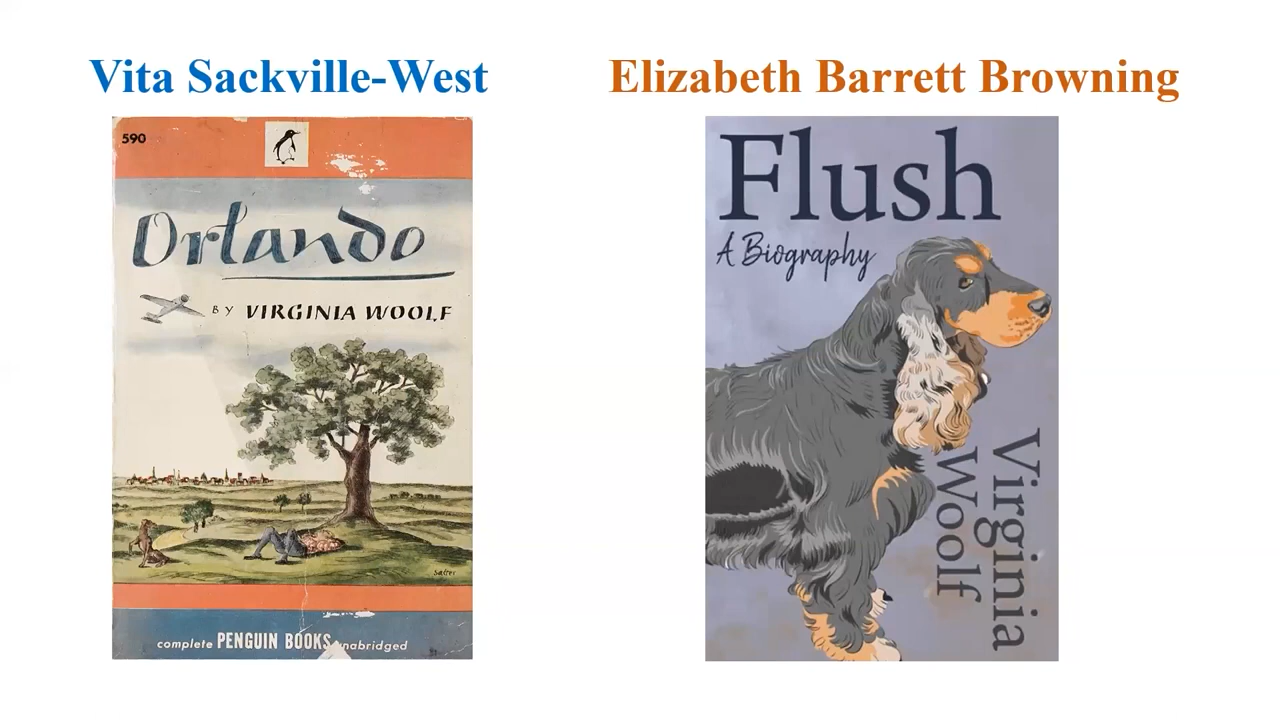 Vita Sackville-West
Elizabeth Barrett Browning
590
Orlando
BY VIRGINIA WOOLF
salter
complete PENGUIN BOOKS unabridged
Flush
A Biography
Virginia
Woolf